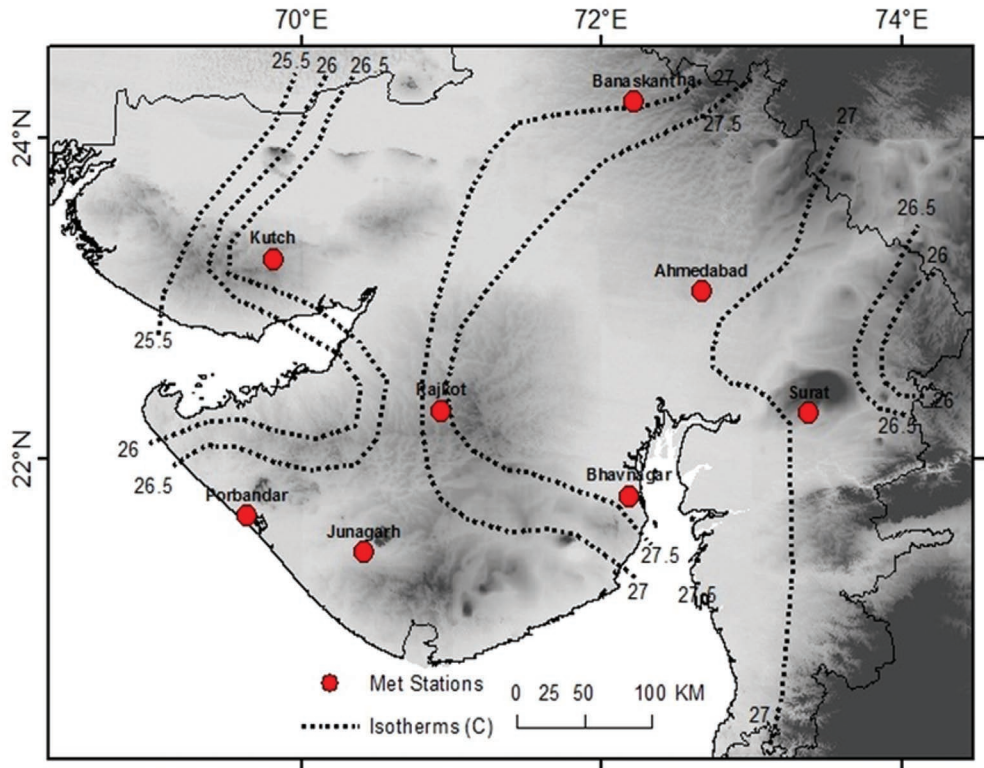 70°E
72°E
74°E
25.5
26
26.5
Banaskantha
27
27.5
27
24°N
26.5
Kutch
26
Ahmedabad
25.5
Rajkot
Surat
26
26.5
26
22°N
26.5
Bhavnagar
Porbandar
Junagarh
27.5
27
27.5
Met Stations
0 25 50 100 KM
27
Isotherms (C)